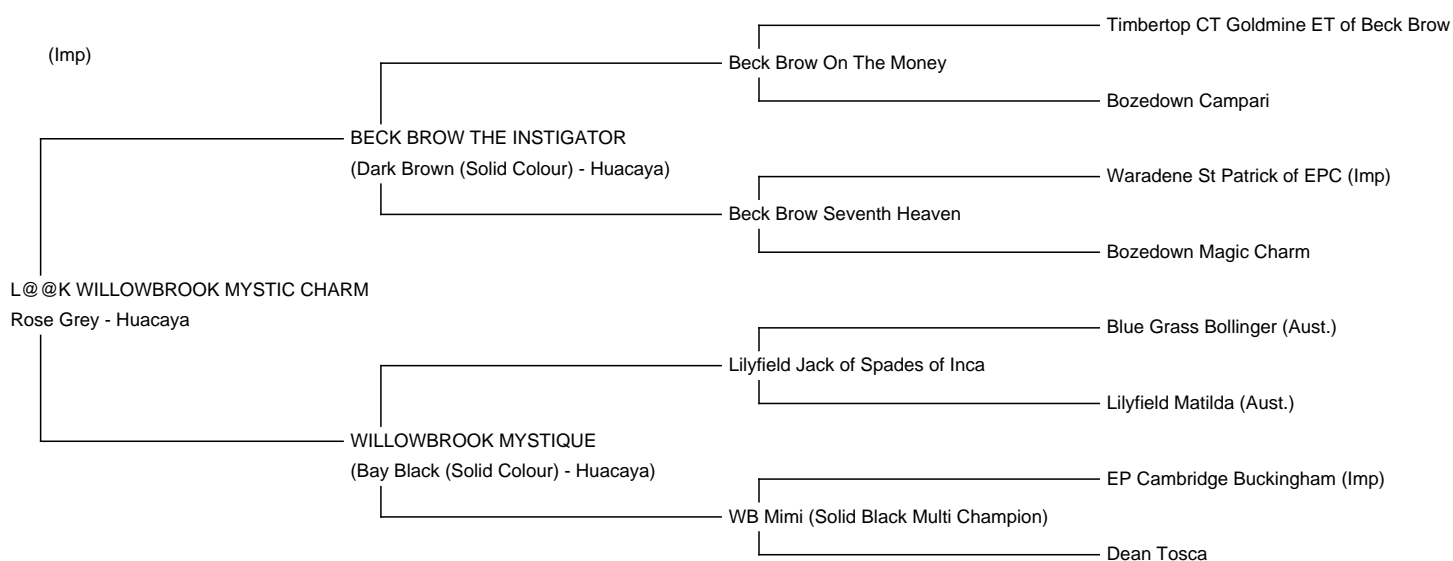 Timbertop CT Goldmine ET of Beck Brow
(Imp)
Beck Brow On The Money
Bozedown Campari
BECK BROW THE INSTIGATOR
(Dark Brown (Solid Colour) - Huacaya)
Waradene St Patrick of EPC (Imp)
Beck Brow Seventh Heaven
Bozedown Magic Charm
L@@K WILLOWBROOK MYSTIC CHARM
Rose Grey - Huacaya
Blue Grass Bollinger (Aust.)
Lilyfield Jack of Spades of Inca
Lilyfield Matilda (Aust.)
WILLOWBROOK MYSTIQUE
(Bay Black (Solid Colour) - Huacaya)
EP Cambridge Buckingham (Imp)
WB Mimi (Solid Black Multi Champion)
Dean Tosca